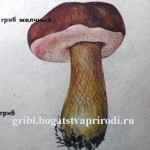 гриб желчный
гриб
gribi.bogatstvaprirodi.ru